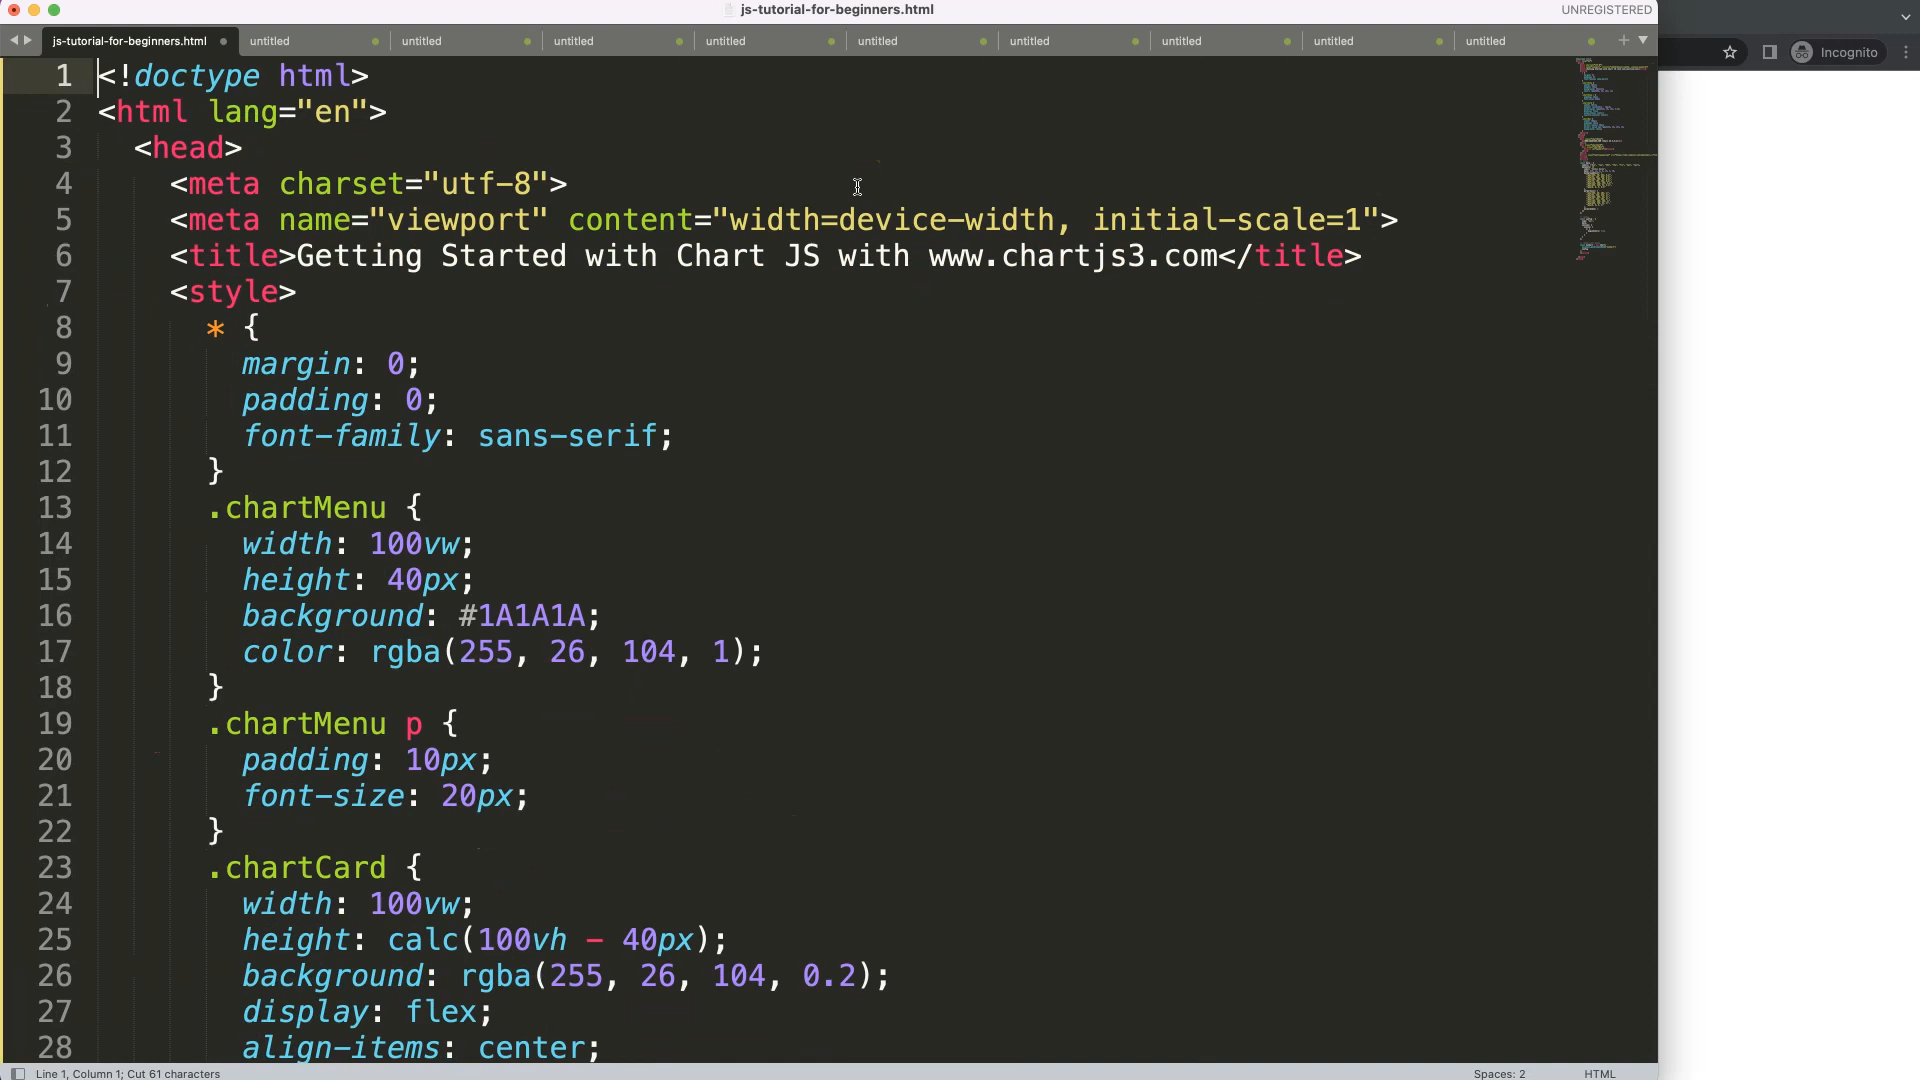 js-tutorial-for-beginners.html
UNREGISTERED
js-tutorial-for-beginners.html untitled untitled untitled untitled untitled untitled untitled untitled untitled
Incognito
1 <!doctype html>
2 <html lang="en">
3 <head>
4 <meta charset="utf-8">
5 <meta name="viewport" content="width=device-width, initial-scale=1">
6 <title>Getting Started with Chart JS with www.chartjs3.com</title>
7 <style>
8 * {
9 margin: 0;
10 padding: 0;
11 font-family: sans-serif;
12 }
13 .chartMenu {
14 width: 100vw;
15 height: 40px;
16 background: #1A1A1A;
17 color: rgba(255, 26, 104, 1);
18 }
19 .chartMenu p {
20 padding: 10px;
21 font-size: 20px;
22 }
23 .chartCard {
24 width: 100vw;
25 height: calc(100vh - 40px);
26 background: rgba(255, 26, 104, 0.2);
27 display: flex;
28 align-items: center;
Line 1, Column 1; Cut 61 characters
Spaces: 2
HTML